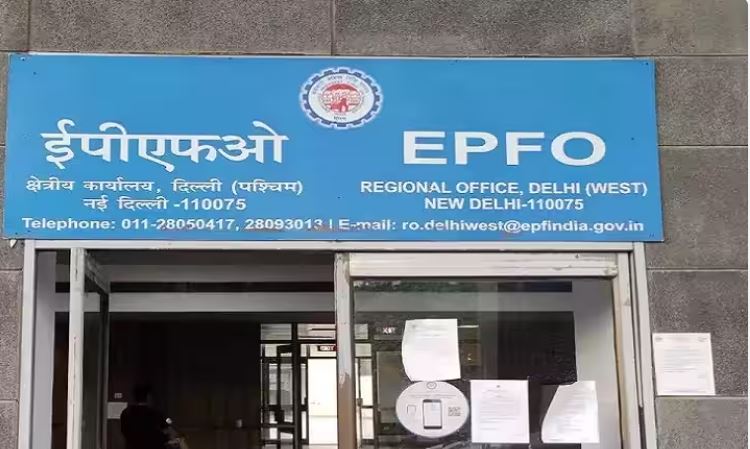 ईपीएफओ
क्षेत्रीय कार्यालय, दिल्ली (पश्चिम)
नई दिल्ली -110075
EPFO
REGIONAL OFFICE, DELHI (WEST)
NEW DELHI-110075
Telephone: 011-28050417, 28093013 | E-mail: ro.delhiwest@epfindia.gov.in
EXIT